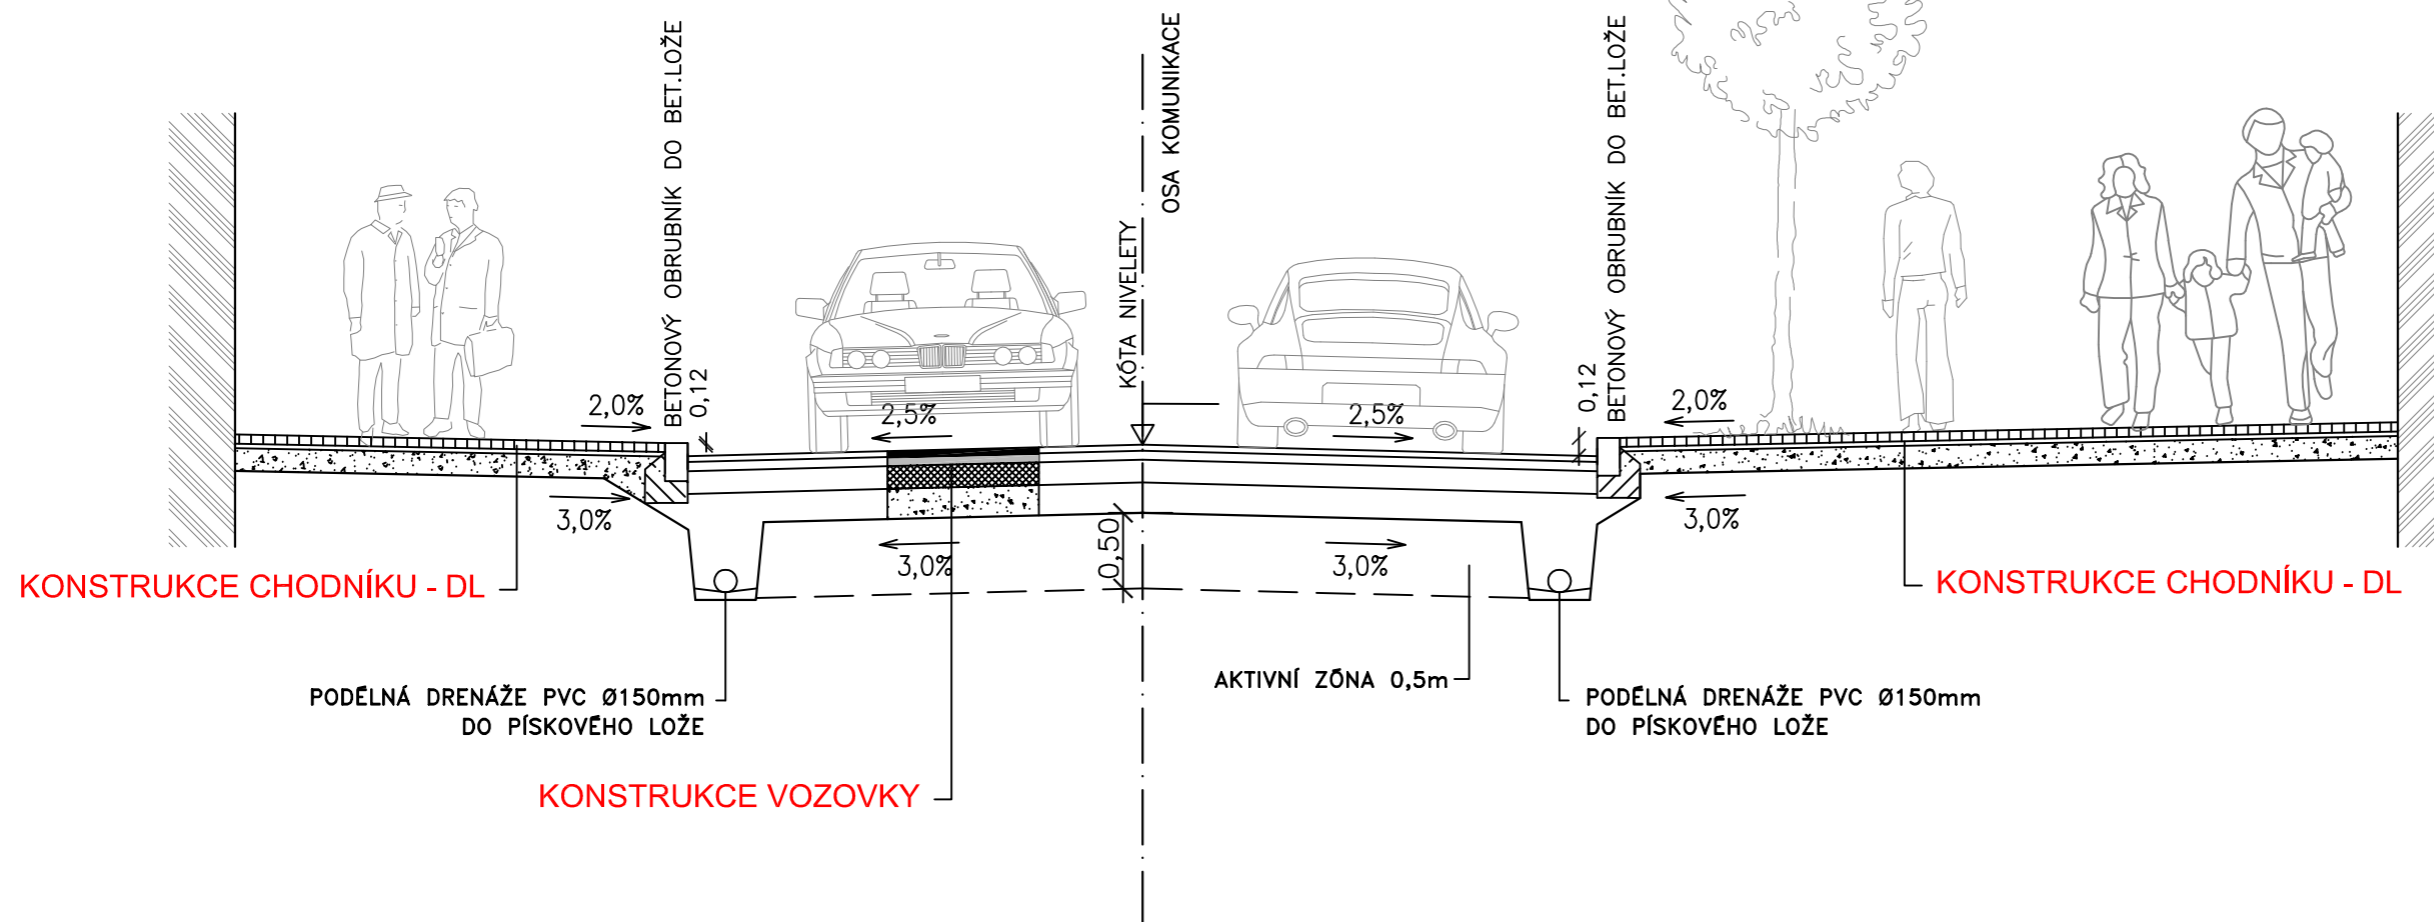 BETONOVÝ OBRUBNÍK DO BET.LOŽE
OSA KOMUNIKACE
KÓTA NIVELETY
BETONOVÝ OBRUBNÍK DO BET.LOŽE
2,0%
0,12
2,5%
2,5%
0,12
2,0%
3,0%
3,0%
0,50
3,0%
3,0%
KONSTRUKCE CHODNÍKU - DL
KONSTRUKCE CHODNÍKU - DL
PODÉLNÁ DRENÁŽE PVC Ø150mm
DO PÍSKOVÉHO LOŽE
AKTIVNÍ ZÓNA 0,5m
PODÉLNÁ DRENÁŽE PVC Ø150mm
DO PÍSKOVÉHO LOŽE
KONSTRUKCE VOZOVKY